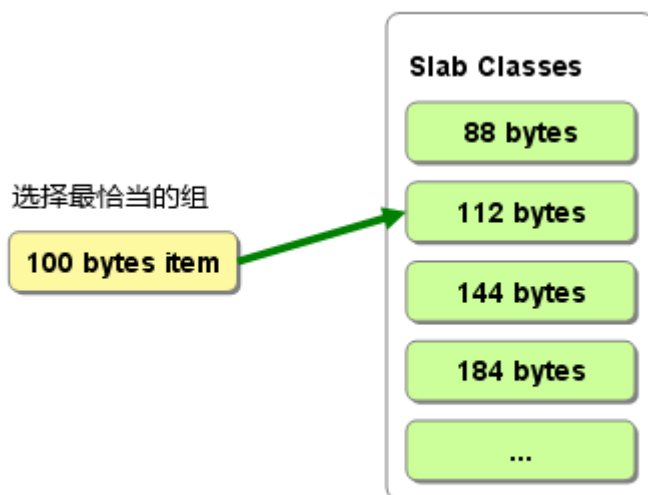 选择最恰当的组
100 bytes item
Slab Classes
88 bytes
112 bytes
144 bytes
184 bytes
...